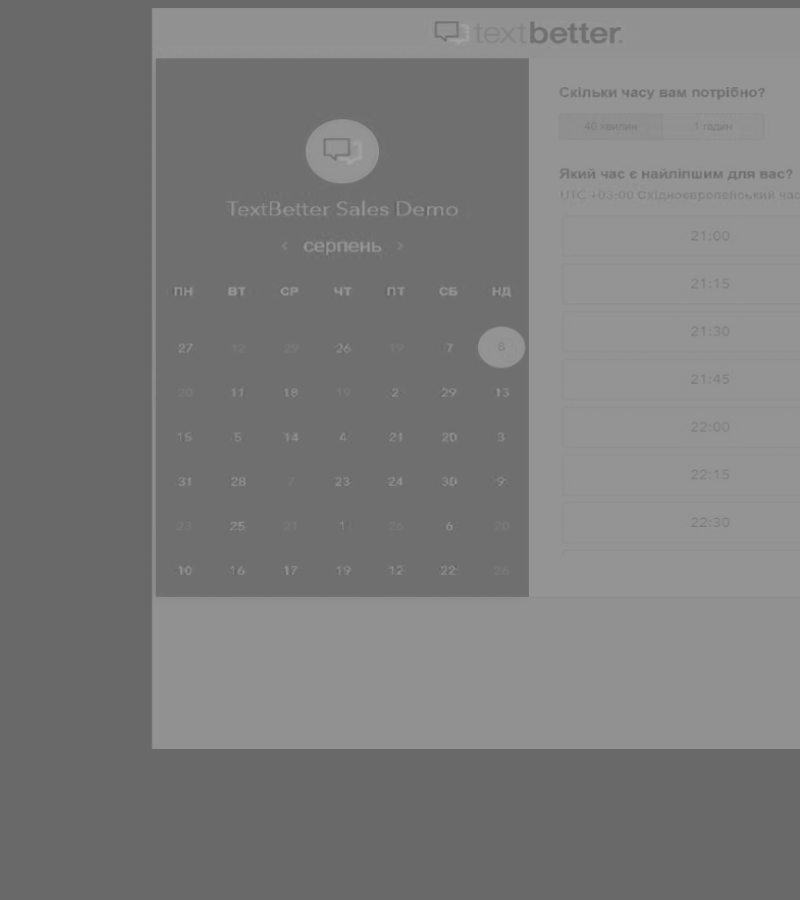 textbetter.
TextBetter Sales Demo
‹ серпень ›
ПН ВТ СР ЧТ ПТ СБ НД
27 12 29 26 19 7 8
20 11 18 19 2 29 13
15 5 14 4 21 20 3
31 28 7 23 24 30 9
23 25 21 1 26 6 30
10 16 17 19 12 22 26
Скільки часу вам потрібно?
40 хвилин 1 годин
Який час є найліпшим для вас?
UTC +03:00 Східноєвропейський час
21:00
21:15
21:30
21:45
22:00
22:15
22:30